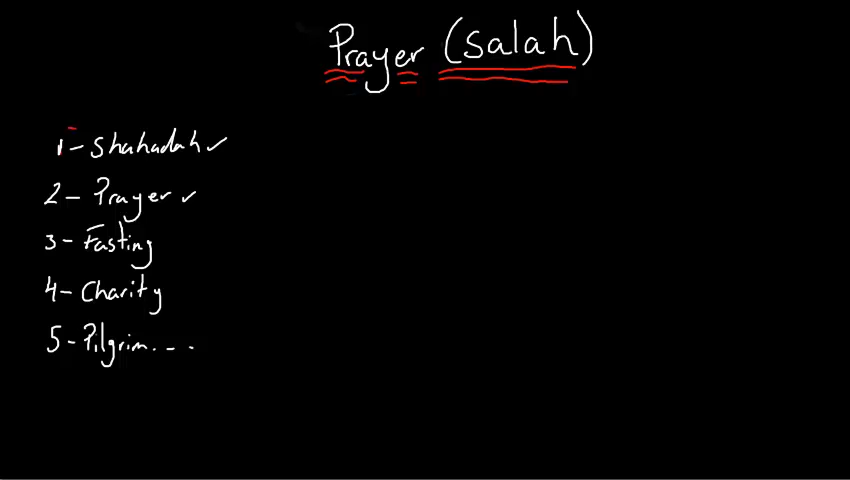 Prayer (Salah)
1- Shahadah ✓
2- Prayer ✓
3- Fasting
4- Charity
5- Pilgrim...